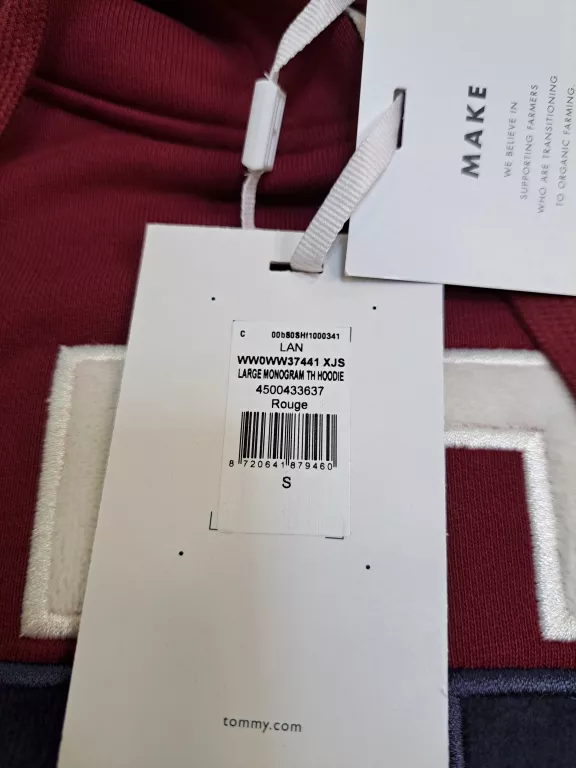 MAKE
WE BELIEVE IN
SUPPORTING FARMERS
WHO ARE TRANSITIONING
TO ORGANIC FARMING.
C 00bS0SHf1000341
LAN
WW0WW37441 XJS
LARGE MONOGRAM TH HOODIE
4500433637
Rouge
8 720641 879460
S
tommy.com